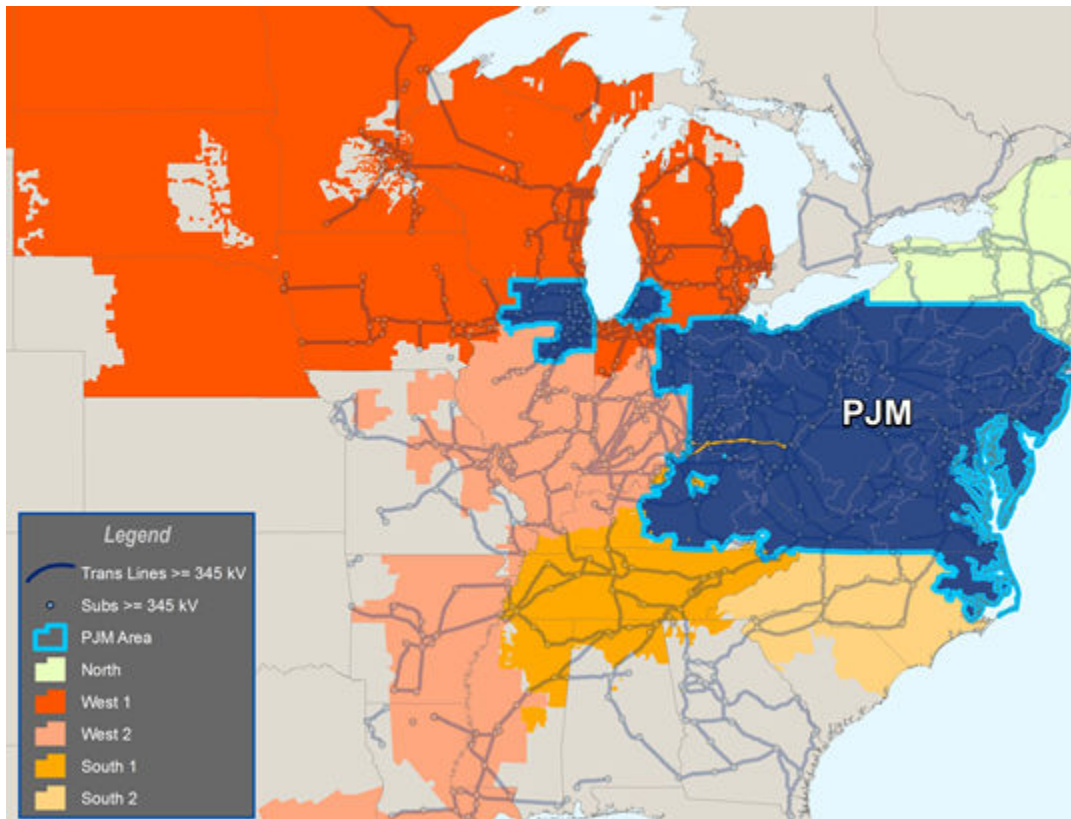 PJM
Legend
Trans Lines >= 345 kV
Subs >= 345 kV
PJM Area
North
West 1
West 2
South 1
South 2